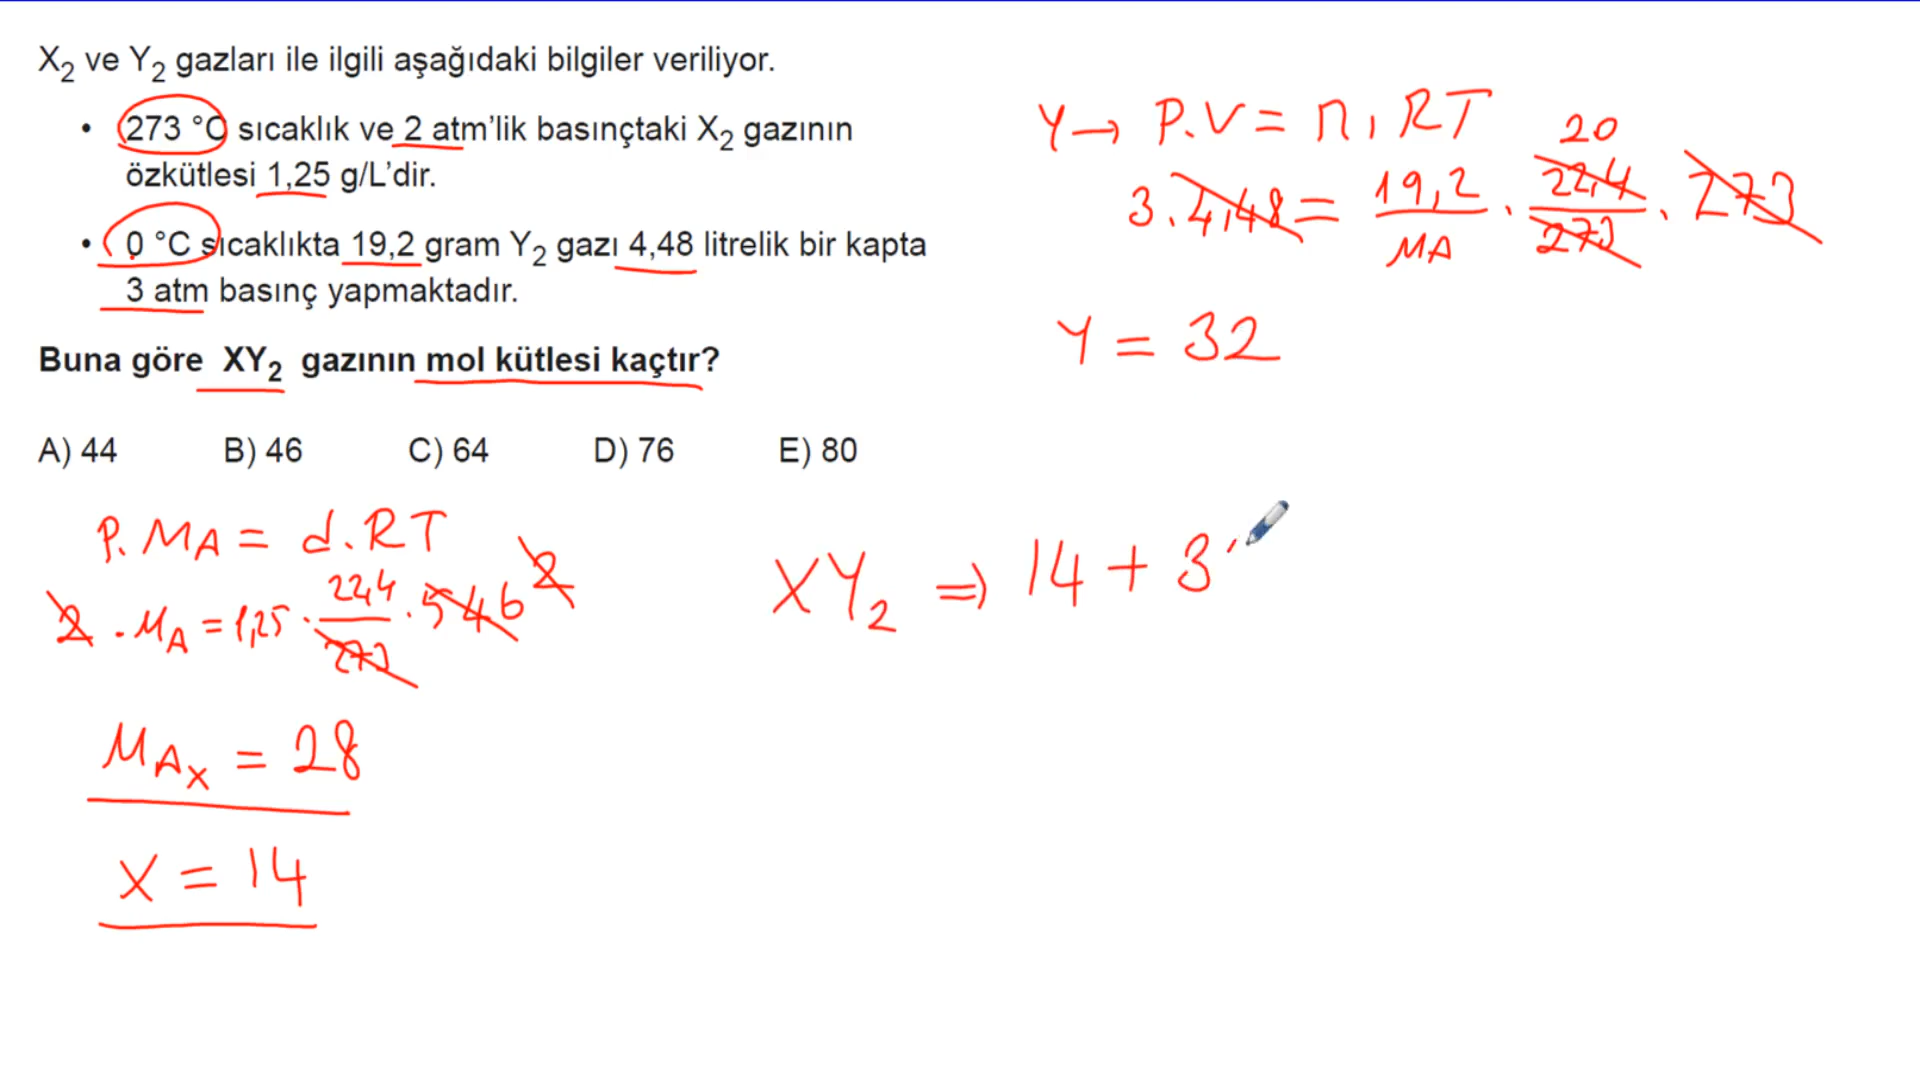 X₂ ve Y₂ gazları ile ilgili aşağıdaki bilgiler veriliyor.
• 273 °C sıcaklık ve 2 atm'lik basınçtaki X₂ gazının
özkütlesi 1,25 g/L'dir.
• 0 °C sıcaklıkta 19,2 gram Y₂ gazı 4,48 litrelik bir kapta
3 atm basınç yapmaktadır.
Buna göre XY₂ gazının mol kütlesi kaçtır?
A) 44 B) 46 C) 64 D) 76 E) 80
P. MA = d. RT
2 . MA = 1,25 . 22,4 / 273 . 546 2
MAx = 28
X = 14
Y → P.V = n . RT
20
3. 4,48 = 19,2 / MA . 22,4 / 273 . 273
Y = 32
XY₂ ⇒ 14 + 3